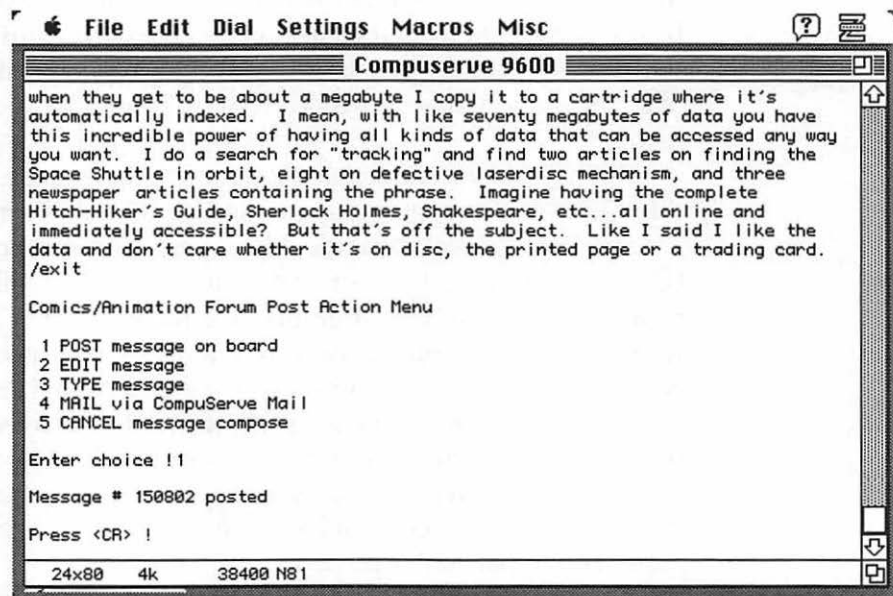 File Edit Dial Settings Macros Misc
Compuserve 9600
when they get to be about a megabyte I copy it to a cartridge where it's
automatically indexed. I mean, with like seventy megabytes of data you have
this incredible power of having all kinds of data that can be accessed any way
you want. I do a search for "tracking" and find two articles on finding the
Space Shuttle in orbit, eight on defective laserdisc mechanism, and three
newspaper articles containing the phrase. Imagine having the complete
Hitch-Hiker's Guide, Sherlock Holmes, Shakespeare, etc...all online and
immediately accessible? But that's off the subject. Like I said I like the
data and don't care whether it's on disc, the printed page or a trading card.
/exit
Comics/Animation Forum Post Action Menu
1 POST message on board
2 EDIT message
3 TYPE message
4 MAIL via CompuServe Mail
5 CANCEL message compose
Enter choice !1
Message # 150802 posted
Press <CR> !
24x80 4k 38400 N81